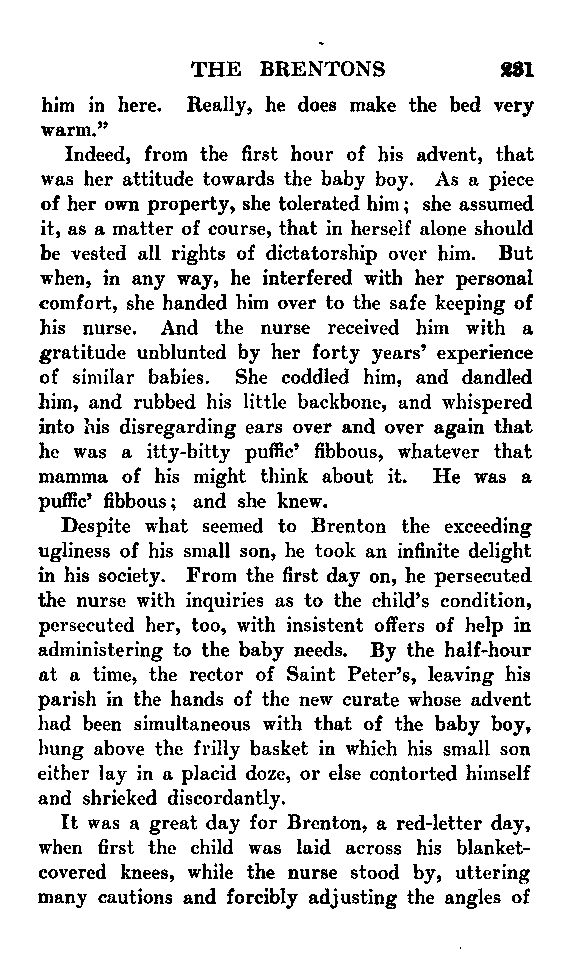 THE BRENTONS 231
him in here. Really, he does make the bed very
warm.”
Indeed, from the first hour of his advent, that
was her attitude towards the baby boy. As a piece
of her own property, she tolerated him; she assumed
it, as a matter of course, that in herself alone should
be vested all rights of dictatorship over him. But
when, in any way, he interfered with her personal
comfort, she handed him over to the safe keeping of
his nurse. And the nurse received him with a
gratitude unblunted by her forty years’ experience
of similar babies. She coddled him, and dandled
him, and rubbed his little backbone, and whispered
into his disregarding ears over and over again that
he was a itty-bitty puffic’ fibbous, whatever that
mamma of his might think about it. He was a
puffic’ fibbous; and she knew.
Despite what seemed to Brenton the exceeding
ugliness of his small son, he took an infinite delight
in his society. From the first day on, he persecuted
the nurse with inquiries as to the child’s condition,
persecuted her, too, with insistent offers of help in
administering to the baby needs. By the half-hour
at a time, the rector of Saint Peter’s, leaving his
parish in the hands of the new curate whose advent
had been simultaneous with that of the baby boy,
hung above the frilly basket in which his small son
either lay in a placid doze, or else contorted himself
and shrieked discordantly.
It was a great day for Brenton, a red-letter day,
when first the child was laid across his blanket-
covered knees, while the nurse stood by, uttering
many cautions and forcibly adjusting the angles of